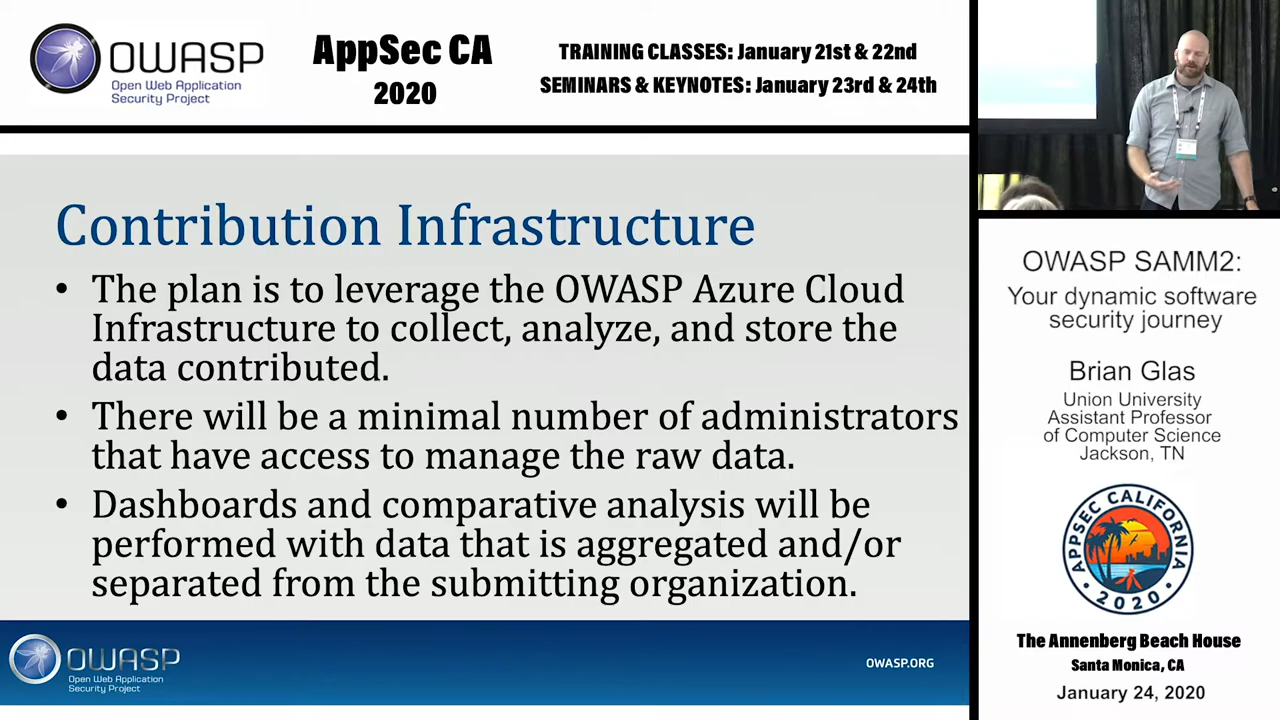 OWASP
Open Web Application
Security Project
AppSec CA
2020
TRAINING CLASSES: January 21st & 22nd
SEMINARS & KEYNOTES: January 23rd & 24th
Contribution Infrastructure
• The plan is to leverage the OWASP Azure Cloud
Infrastructure to collect, analyze, and store the
data contributed.
• There will be a minimal number of administrators
that have access to manage the raw data.
• Dashboards and comparative analysis will be
performed with data that is aggregated and/or
separated from the submitting organization.
OWASP
Open Web Application
Security Project
OWASP.ORG
OWASP SAMM2:
Your dynamic software
security journey
Brian Glas
Union University
Assistant Professor
of Computer Science
Jackson, TN
APPSEC CALIFORNIA
• 2020 •
The Annenberg Beach House
Santa Monica, CA
January 24, 2020